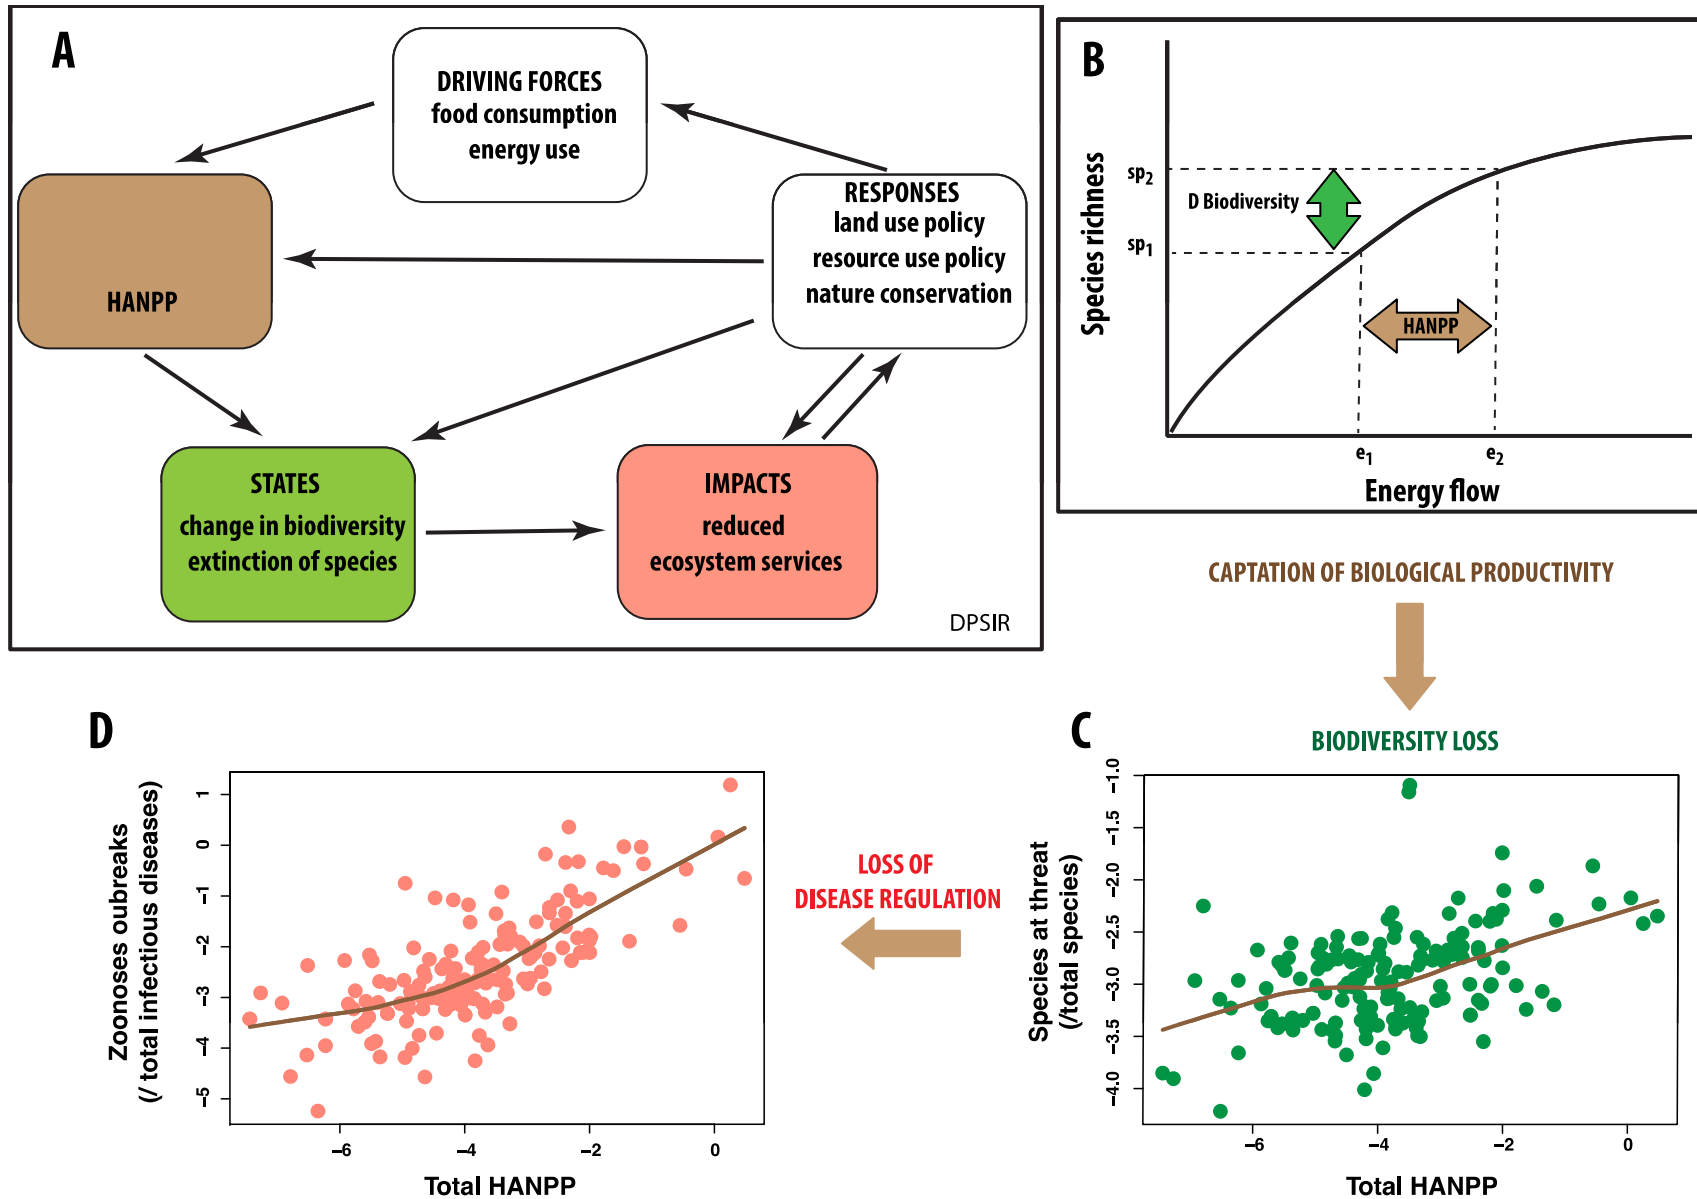 A
DRIVING FORCES
food consumption
energy use
HANPP
RESPONSES
land use policy
resource use policy
nature conservation
STATES
change in biodiversity
extinction of species
IMPACTS
reduced
ecosystem services
DPSIR
B
Species richness
sp2
D Biodiversity
sp1
HANPP
e1
e2
Energy flow
CAPTATION OF BIOLOGICAL PRODUCTIVITY
C
BIODIVERSITY LOSS
Species at threat
(/total species)
−1.0
−1.5
−2.0
−2.5
−3.0
−3.5
−4.0
−6
−4
−2
0
Total HANPP
LOSS OF
DISEASE REGULATION
D
Zoonoses oubreaks
(/ total infectious diseases)
1
0
−1
−2
−3
−4
−5
−6
−4
−2
0
Total HANPP